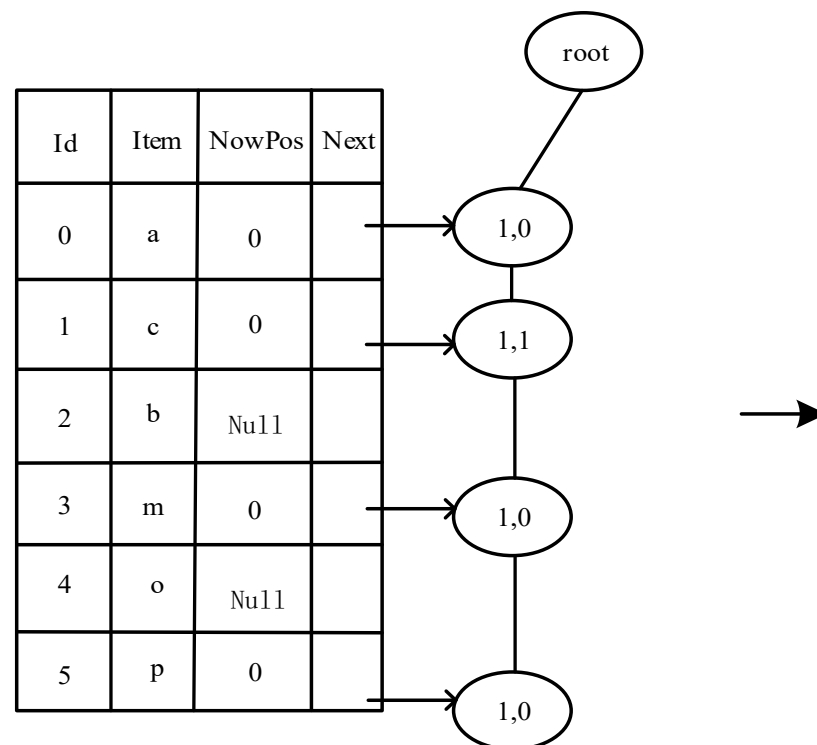 root
Id Item NowPos Next
0 a 0
1,0
1 c 0
1,1
2 b Null
3 m 0
1,0
4 o Null
5 p 0
1,0